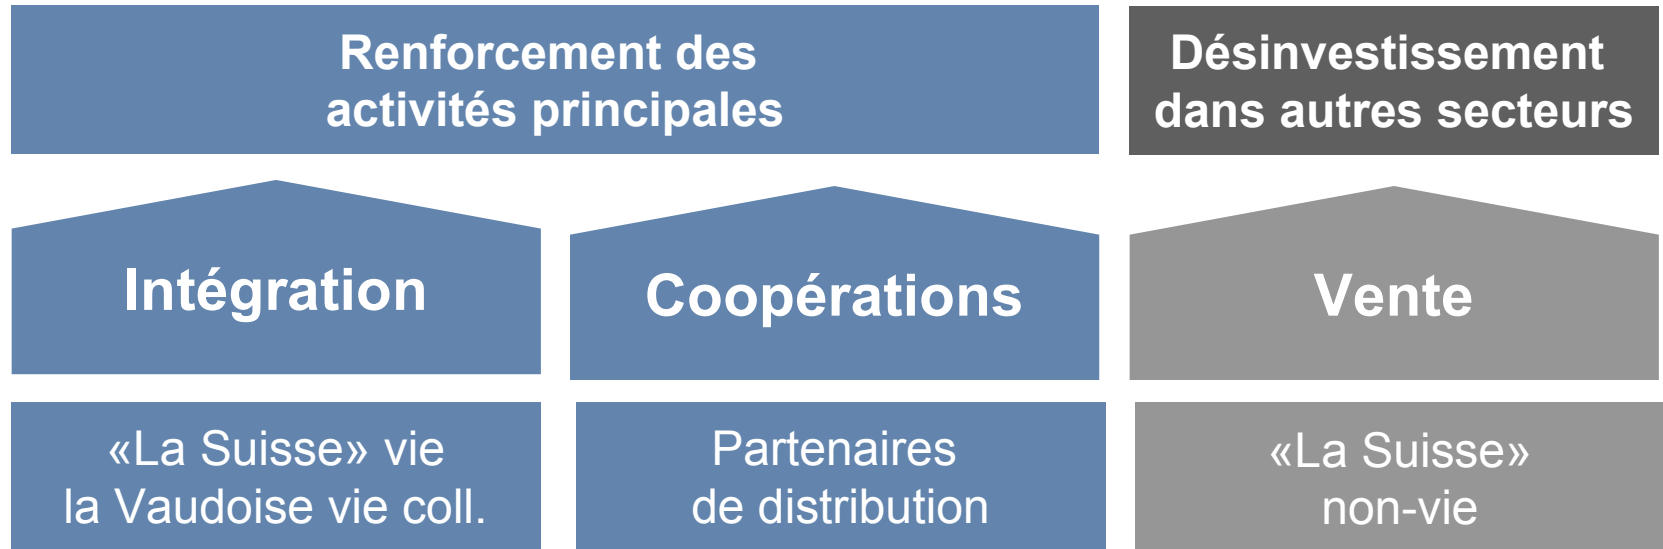 Renforcement des
activités principales
Désinvestissement
dans autres secteurs
Intégration
Coopérations
Vente
«La Suisse» vie
la Vaudoise vie coll.
Partenaires
de distribution
«La Suisse»
non-vie